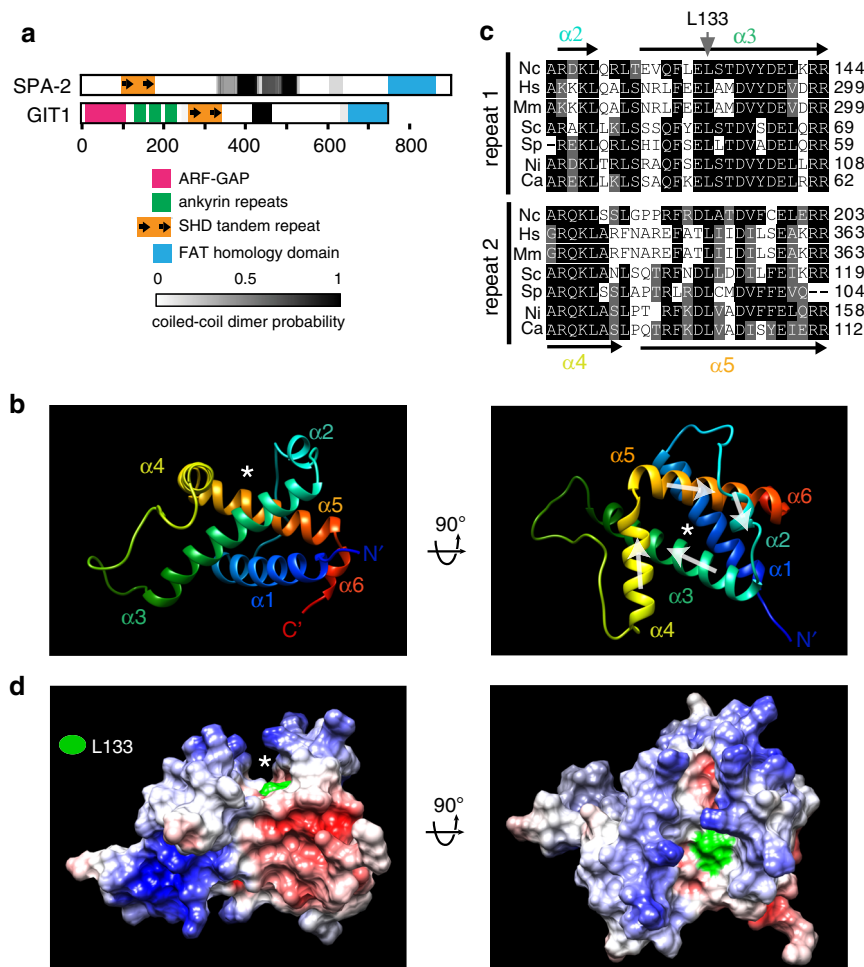 a
SPA-2
GIT1
0 200 400 600 800
ARF-GAP
ankyrin repeats
SHD tandem repeat
FAT homology domain
0 0.5 1
coiled-coil dimer probability
c
L133
α2 α3
repeat 1
Nc ARDKLQRLTEVQFLELSTDVYDELKRR 144
Hs AKKKLQALSNRLFEELAMDVYDEVDRR 299
Mm AKKKLQALSNRLFEELAMDVYDEVDRR 299
Sc ARAKLLKLSSSQFYELSTDVSDELQRR 69
Sp -REKLQSLSHIQFSELLTDVADELQRR 59
Ni ARDKLTRLSRAQFSELSTDVYDELKRR 108
Ca AREKLLKLSSAQFKELSTDVYDELKRR 62
repeat 2
Nc ARQKLSSLGPPRFRDLATDVFCELERR 203
Hs GRQKLARFNAREFATLIIDILSEAKRR 363
Mm GRQKLARFNAREFATLIIDILSEAKRR 363
Sc ARQKLANLSQTRFNDLLDDILFEIKRR 119
Sp ARQKLSSLAPTRLRDLCMDVFFEVQ-- 104
Ni ARQKLASLPT RFKDLVADVFFELQRR 158
Ca ARQKLASLPQTRFKDLVADISYEIERR 112
α4 α5
b
α4 * α2 α5 N′ α6 α1 α3 C'
90°
α5 α6 * α2 α1 α3 α4 N′
d
L133
*
90°